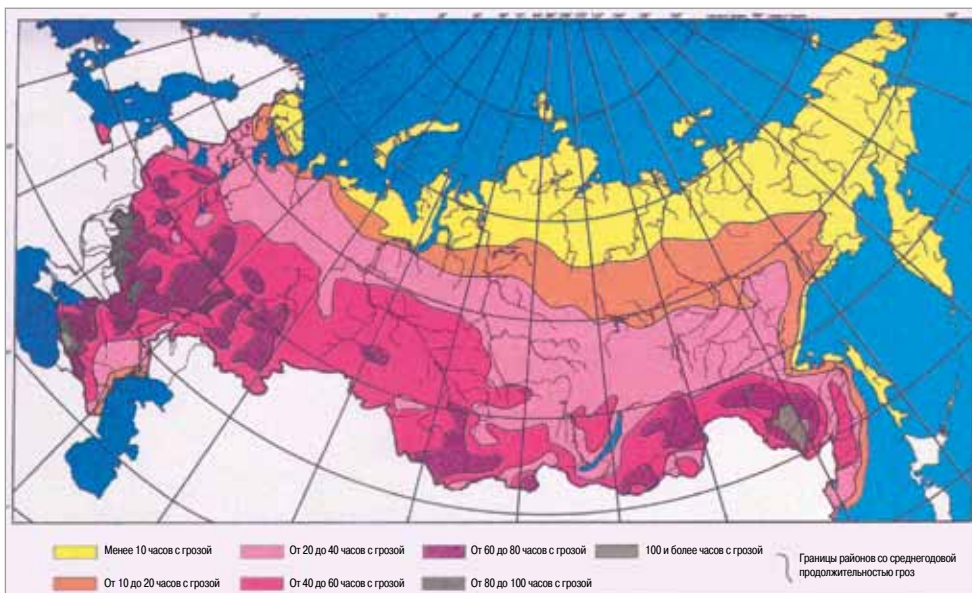 Менее 10 часов с грозой
От 20 до 40 часов с грозой
От 60 до 80 часов с грозой
100 и более часов с грозой
Границы районов со среднегодовой
продолжительностью гроз
От 10 до 20 часов с грозой
От 40 до 60 часов с грозой
От 80 до 100 часов с грозой